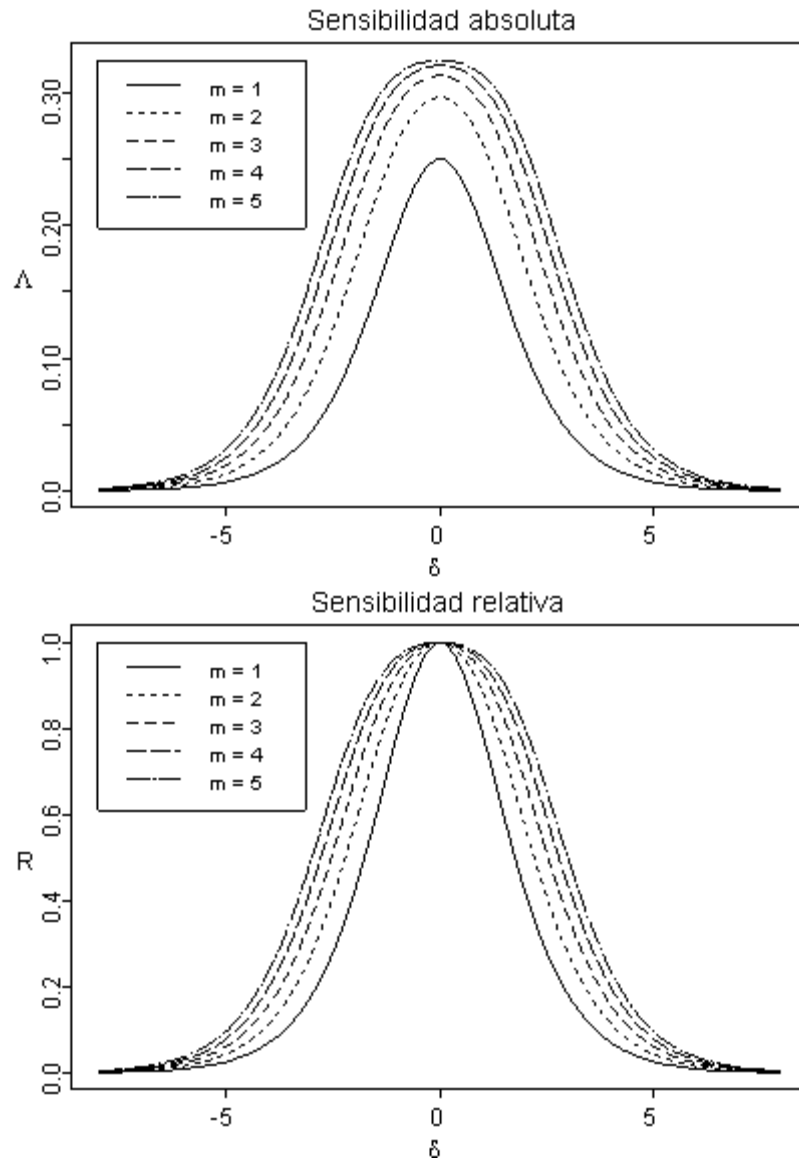 Sensibilidad absoluta
m = 1
m = 2
m = 3
m = 4
m = 5
0.30
0.20
0.10
0.0
Λ
-5 0 5
δ
Sensibilidad relativa
m = 1
m = 2
m = 3
m = 4
m = 5
1.0
0.8
0.6
0.4
0.2
0.0
R
-5 0 5
δ